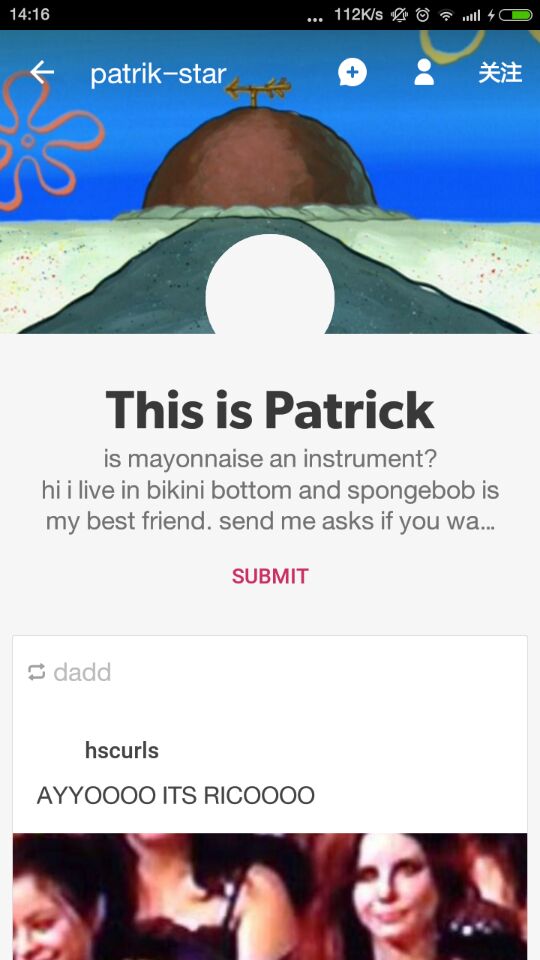 14:16
... 112K/s
patrik-star
关注
This is Patrick
is mayonnaise an instrument?
hi i live in bikini bottom and spongebob is
my best friend. send me asks if you wa...
SUBMIT
dadd
hscurls
AYYOOOO ITS RICOOOO